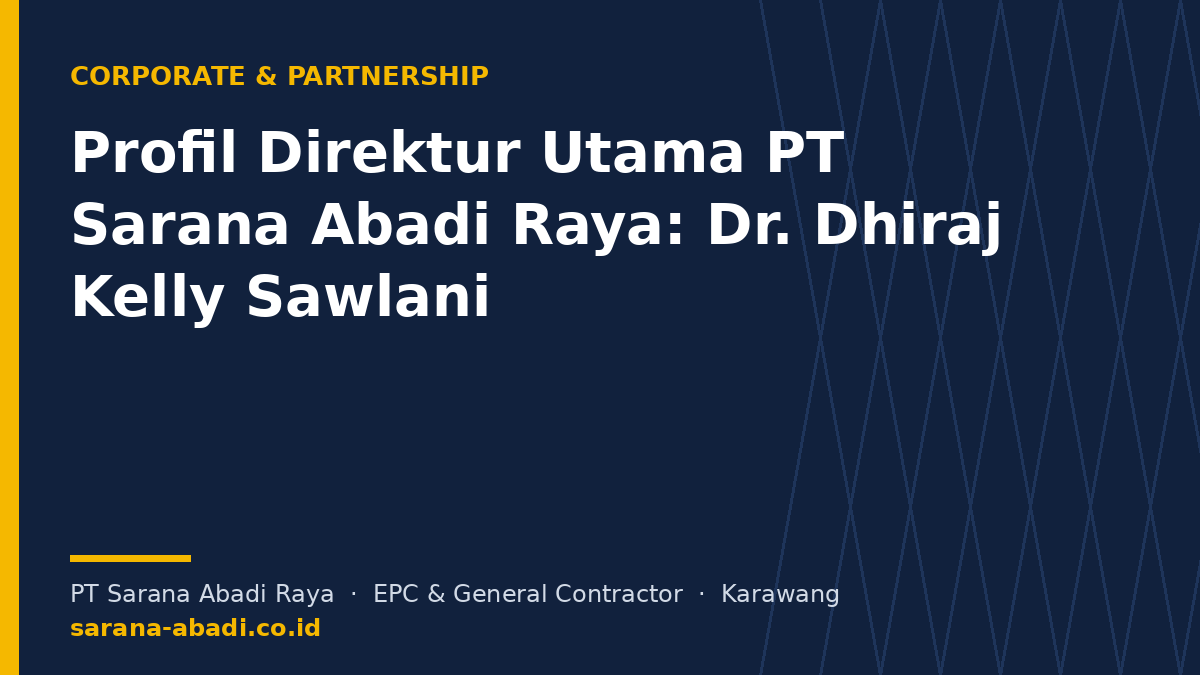 CORPORATE & PARTNERSHIP
Profil Direktur Utama PT
Sarana Abadi Raya: Dr. Dhiraj
Kelly Sawlani
PT Sarana Abadi Raya · EPC & General Contractor · Karawang
sarana-abadi.co.id